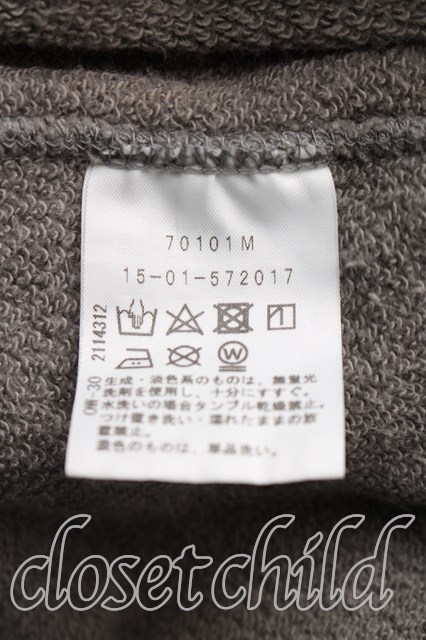 70101M
15-01-572017
2114312
W
OW-30
生成・淡色系のものは、無蛍光
洗剤を使用し、十分にすすぐ。
水洗いの場合タンブル乾燥禁止。
つけ置き洗い・濡れたままの放
置禁止。
濃色のものは、単品洗い。
closet child